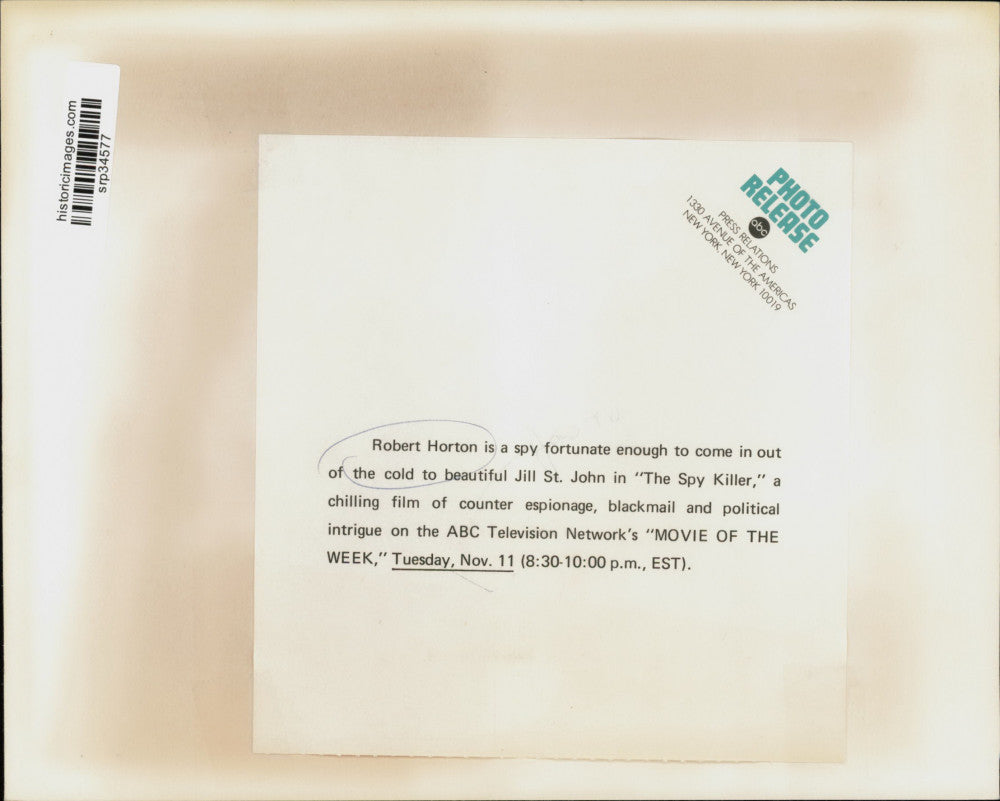 historicimages.com
srp34577
PHOTO
RELEASE
abc
PRESS RELATIONS
1330 AVENUE OF THE AMERICAS
NEW YORK, NEW YORK 10019
Robert Horton is a spy fortunate enough to come in out
of the cold to beautiful Jill St. John in “The Spy Killer,” a
chilling film of counter espionage, blackmail and political
intrigue on the ABC Television Network’s “MOVIE OF THE
WEEK,” Tuesday, Nov. 11 (8:30-10:00 p.m., EST).